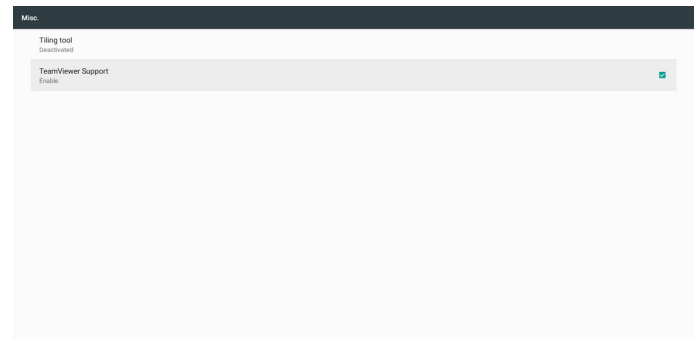 Misc.
Tiling tool
Deactivated
TeamViewer Support
Enable